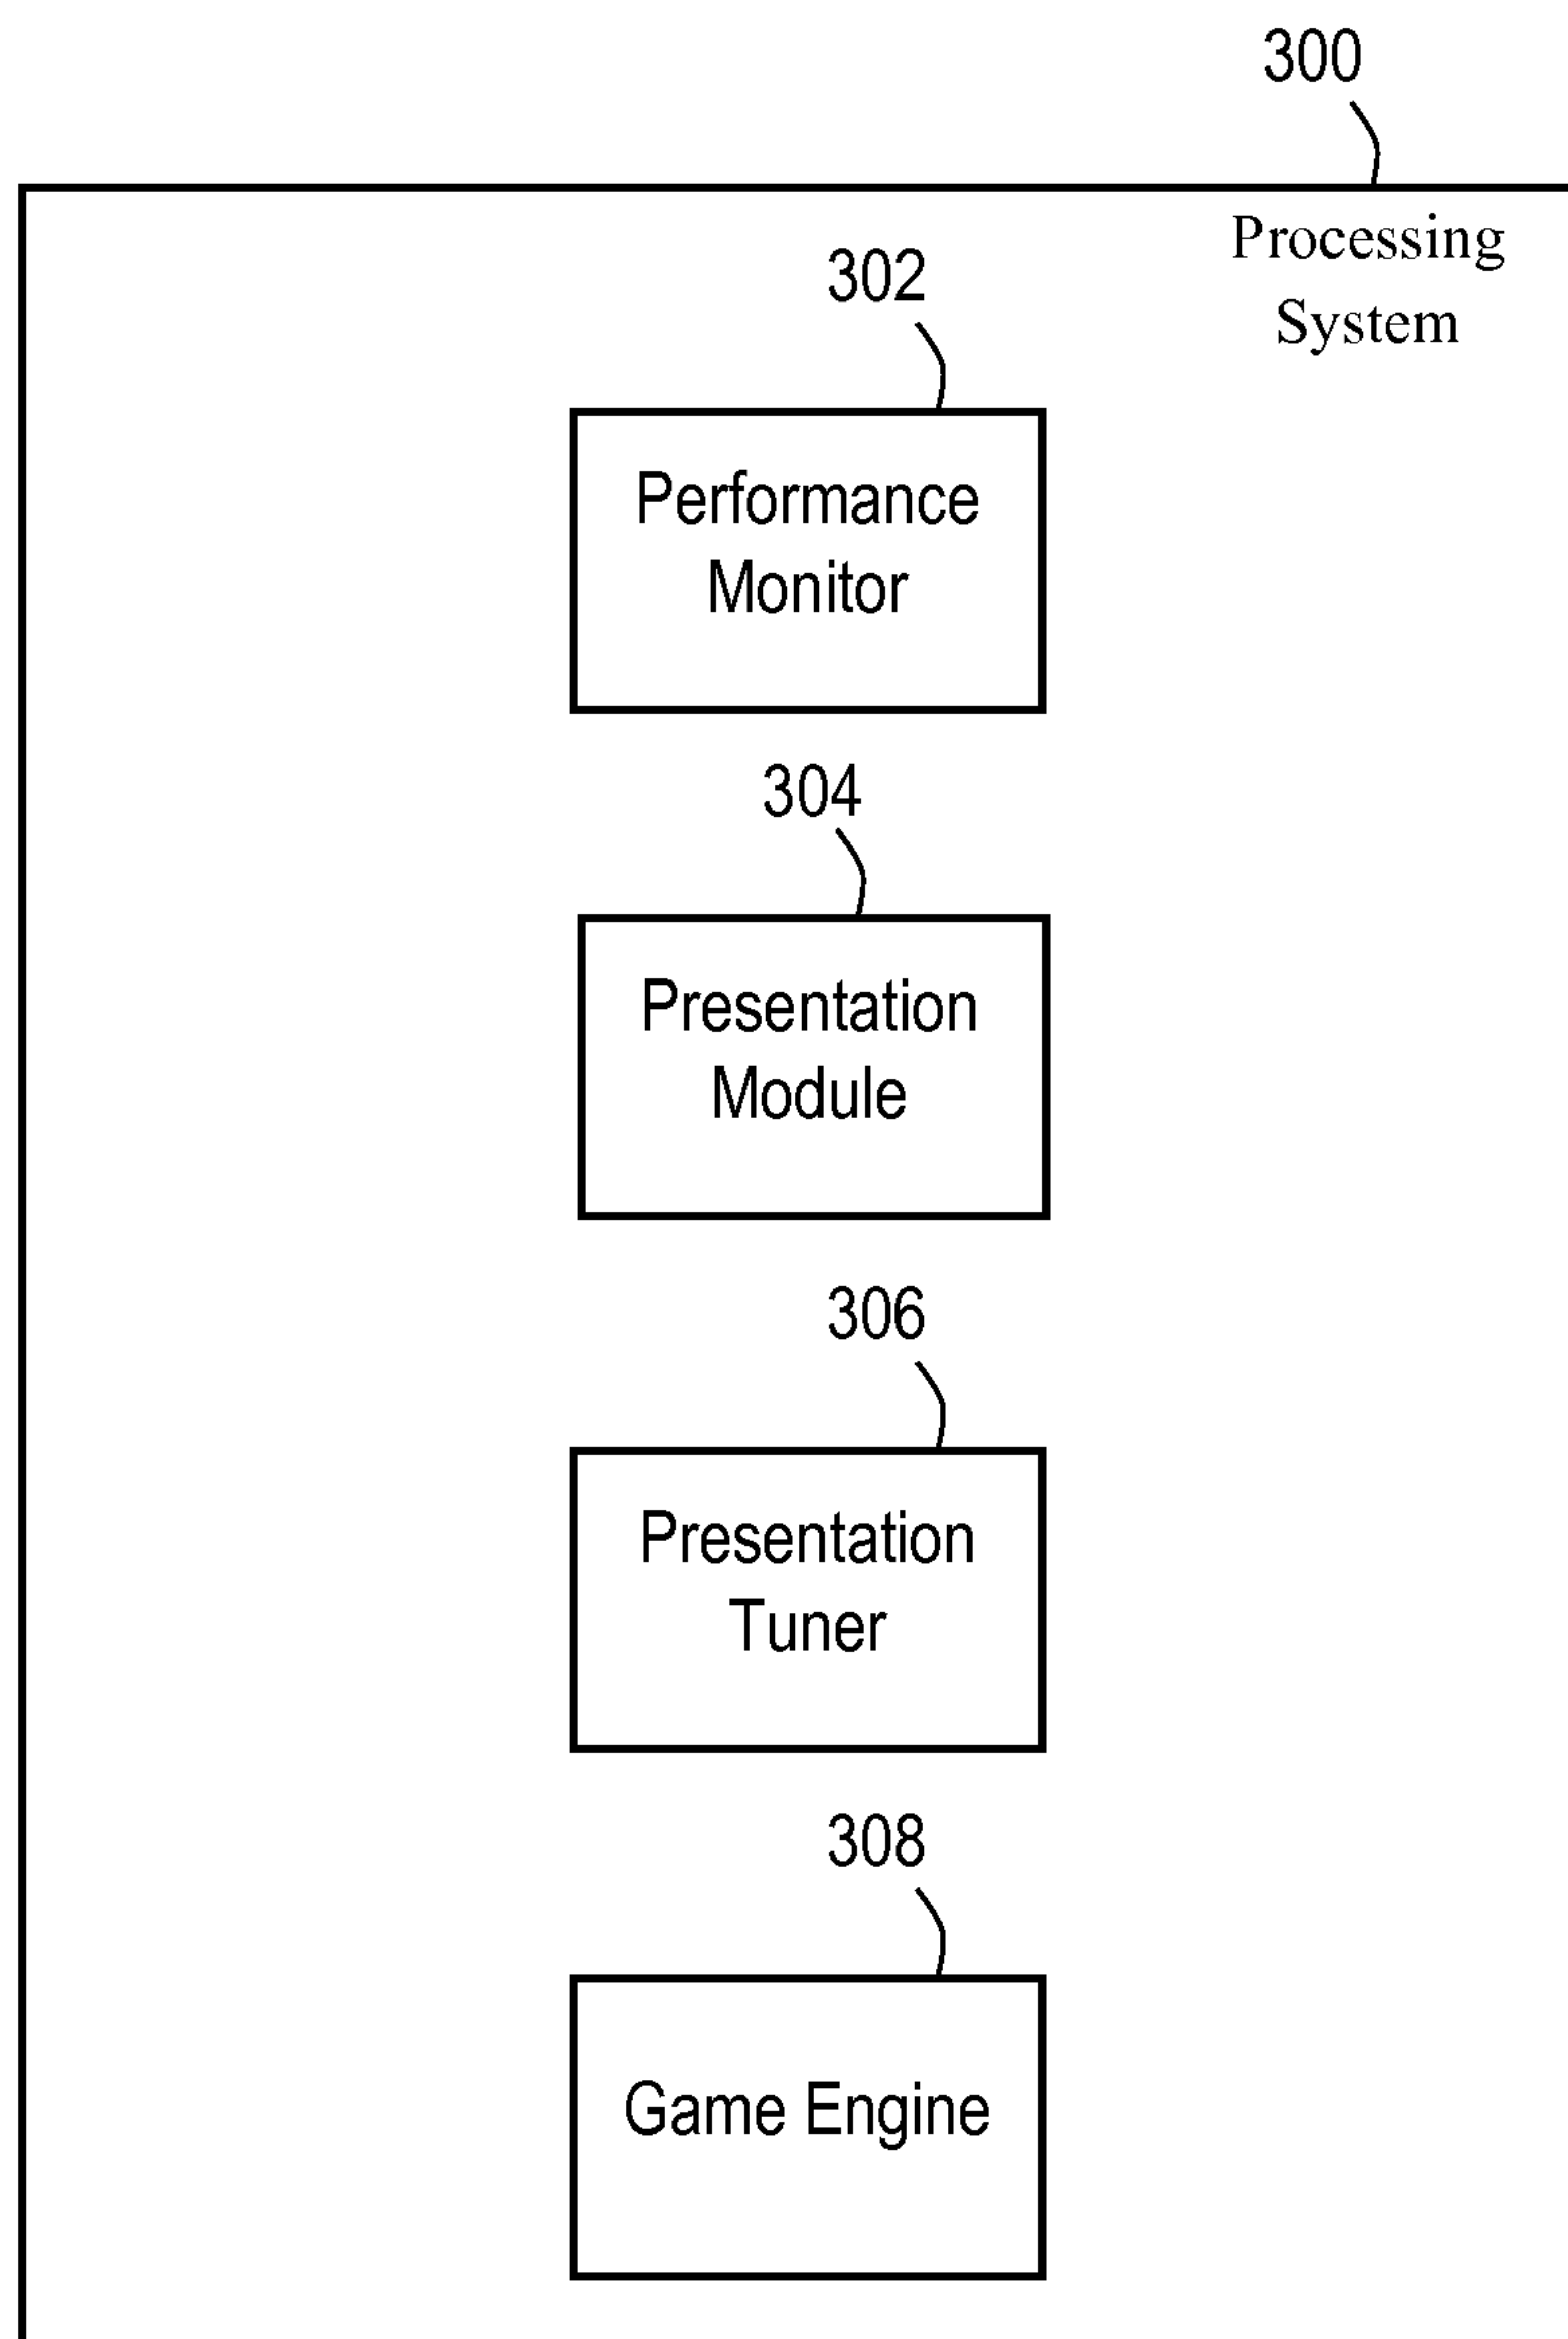 300
Processing
System
302
Performance
Monitor
304
Presentation
Module
306
Presentation
Tuner
308
Game Engine